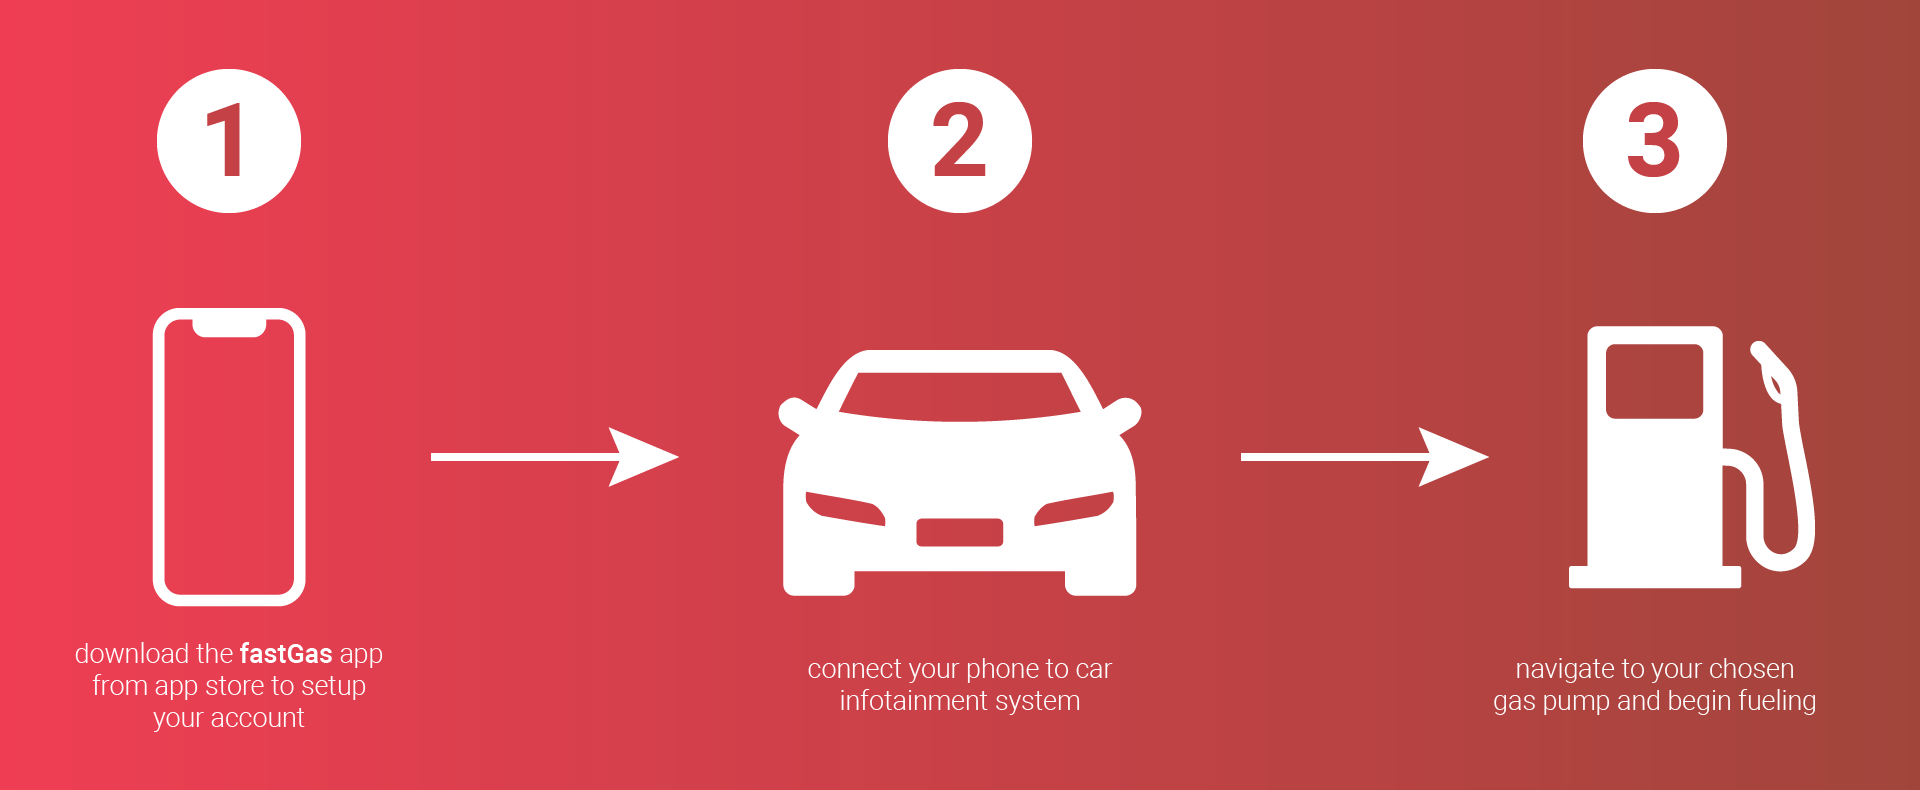 1
2
3
download the fastGas app
from app store to setup
your account
connect your phone to car
infotainment system
navigate to your chosen
gas pump and begin fueling